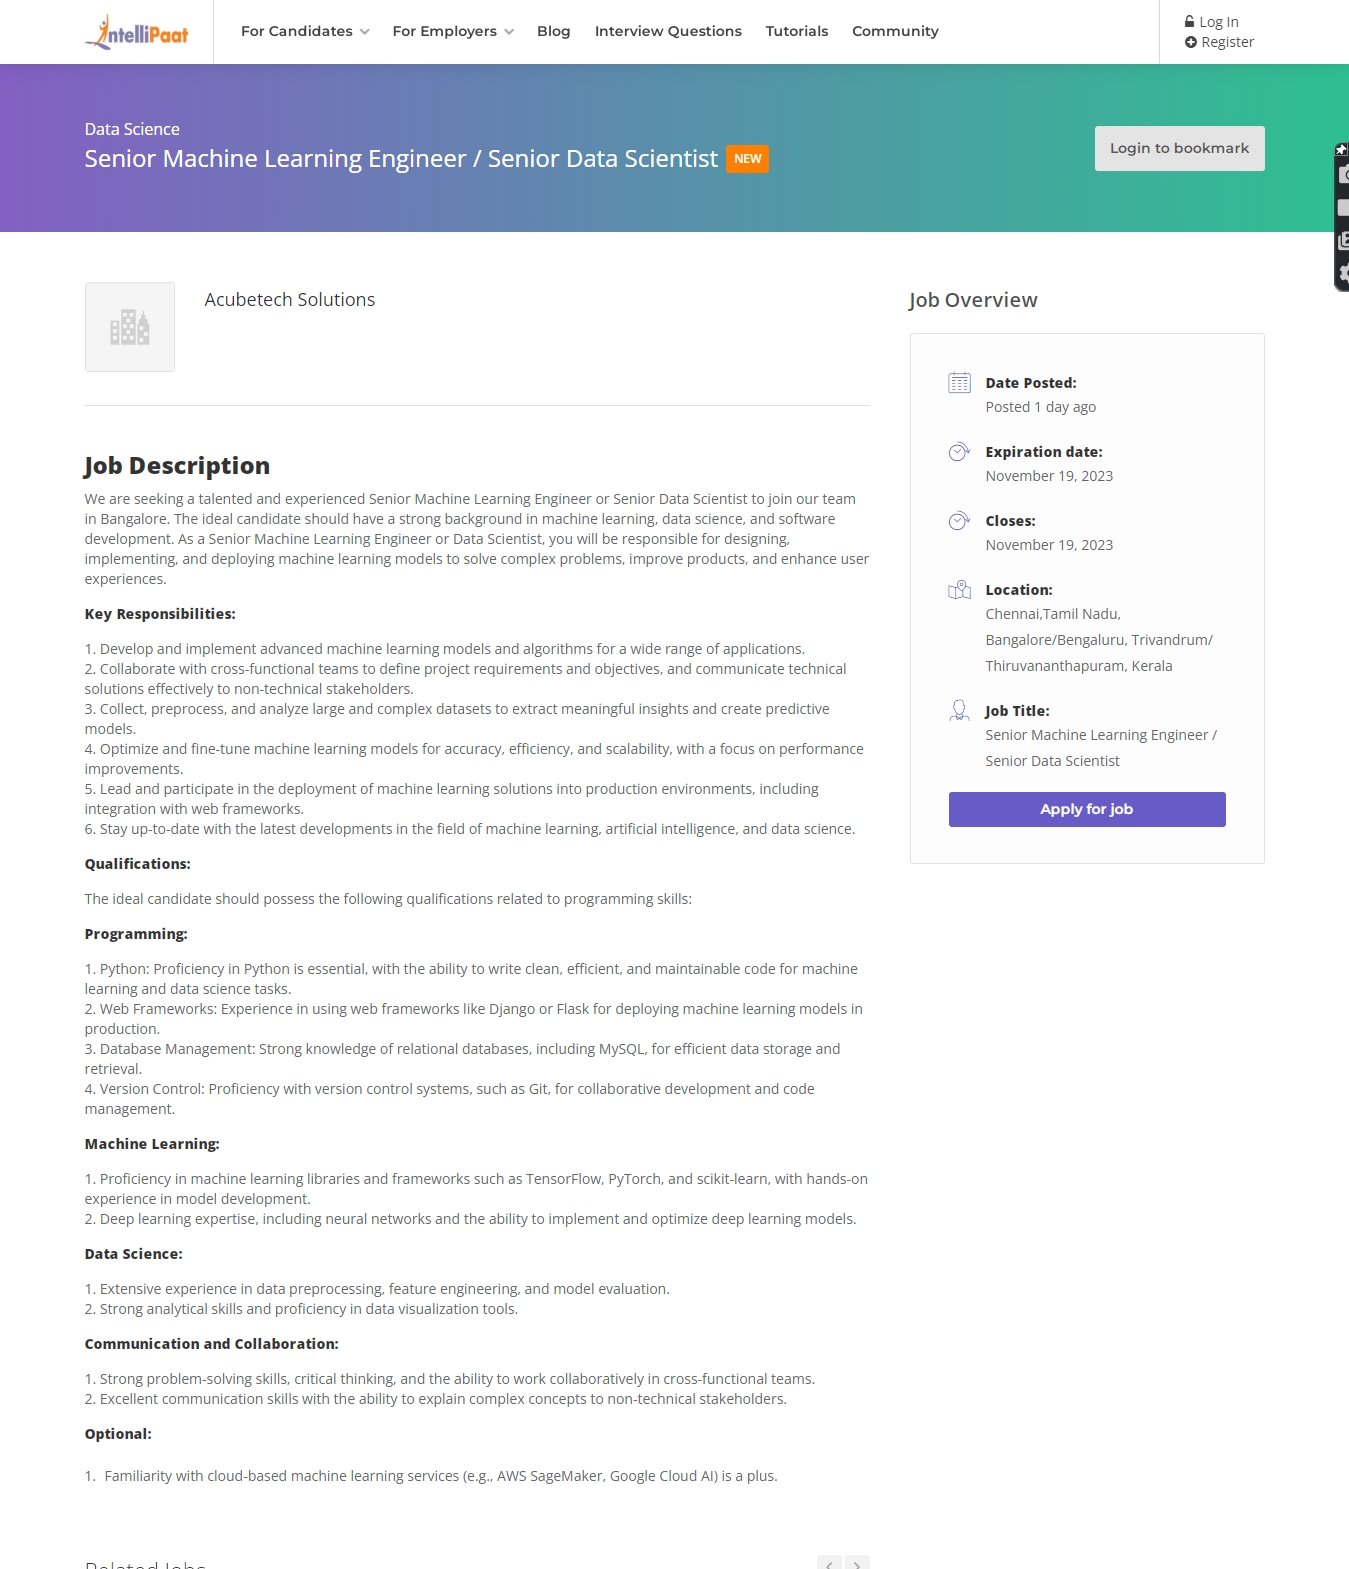 IntelliPaat
For Candidates For Employers Blog Interview Questions Tutorials Community
Log In
Register
Data Science
Senior Machine Learning Engineer / Senior Data Scientist NEW
Login to bookmark
Acubetech Solutions
Job Description
We are seeking a talented and experienced Senior Machine Learning Engineer or Senior Data Scientist to join our team
in Bangalore. The ideal candidate should have a strong background in machine learning, data science, and software
development. As a Senior Machine Learning Engineer or Data Scientist, you will be responsible for designing,
implementing, and deploying machine learning models to solve complex problems, improve products, and enhance user
experiences.
Key Responsibilities:
1. Develop and implement advanced machine learning models and algorithms for a wide range of applications.
2. Collaborate with cross-functional teams to define project requirements and objectives, and communicate technical
solutions effectively to non-technical stakeholders.
3. Collect, preprocess, and analyze large and complex datasets to extract meaningful insights and create predictive
models.
4. Optimize and fine-tune machine learning models for accuracy, efficiency, and scalability, with a focus on performance
improvements.
5. Lead and participate in the deployment of machine learning solutions into production environments, including
integration with web frameworks.
6. Stay up-to-date with the latest developments in the field of machine learning, artificial intelligence, and data science.
Qualifications:
The ideal candidate should possess the following qualifications related to programming skills:
Programming:
1. Python: Proficiency in Python is essential, with the ability to write clean, efficient, and maintainable code for machine
learning and data science tasks.
2. Web Frameworks: Experience in using web frameworks like Django or Flask for deploying machine learning models in
production.
3. Database Management: Strong knowledge of relational databases, including MySQL, for efficient data storage and
retrieval.
4. Version Control: Proficiency with version control systems, such as Git, for collaborative development and code
management.
Machine Learning:
1. Proficiency in machine learning libraries and frameworks such as TensorFlow, PyTorch, and scikit-learn, with hands-on
experience in model development.
2. Deep learning expertise, including neural networks and the ability to implement and optimize deep learning models.
Data Science:
1. Extensive experience in data preprocessing, feature engineering, and model evaluation.
2. Strong analytical skills and proficiency in data visualization tools.
Communication and Collaboration:
1. Strong problem-solving skills, critical thinking, and the ability to work collaboratively in cross-functional teams.
2. Excellent communication skills with the ability to explain complex concepts to non-technical stakeholders.
Optional:
1. Familiarity with cloud-based machine learning services (e.g., AWS SageMaker, Google Cloud AI) is a plus.
Related Jobs
Job Overview
Date Posted:
Posted 1 day ago
Expiration date:
November 19, 2023
Closes:
November 19, 2023
Location:
Chennai,Tamil Nadu,
Bangalore/Bengaluru, Trivandrum/
Thiruvananthapuram, Kerala
Job Title:
Senior Machine Learning Engineer /
Senior Data Scientist
Apply for job